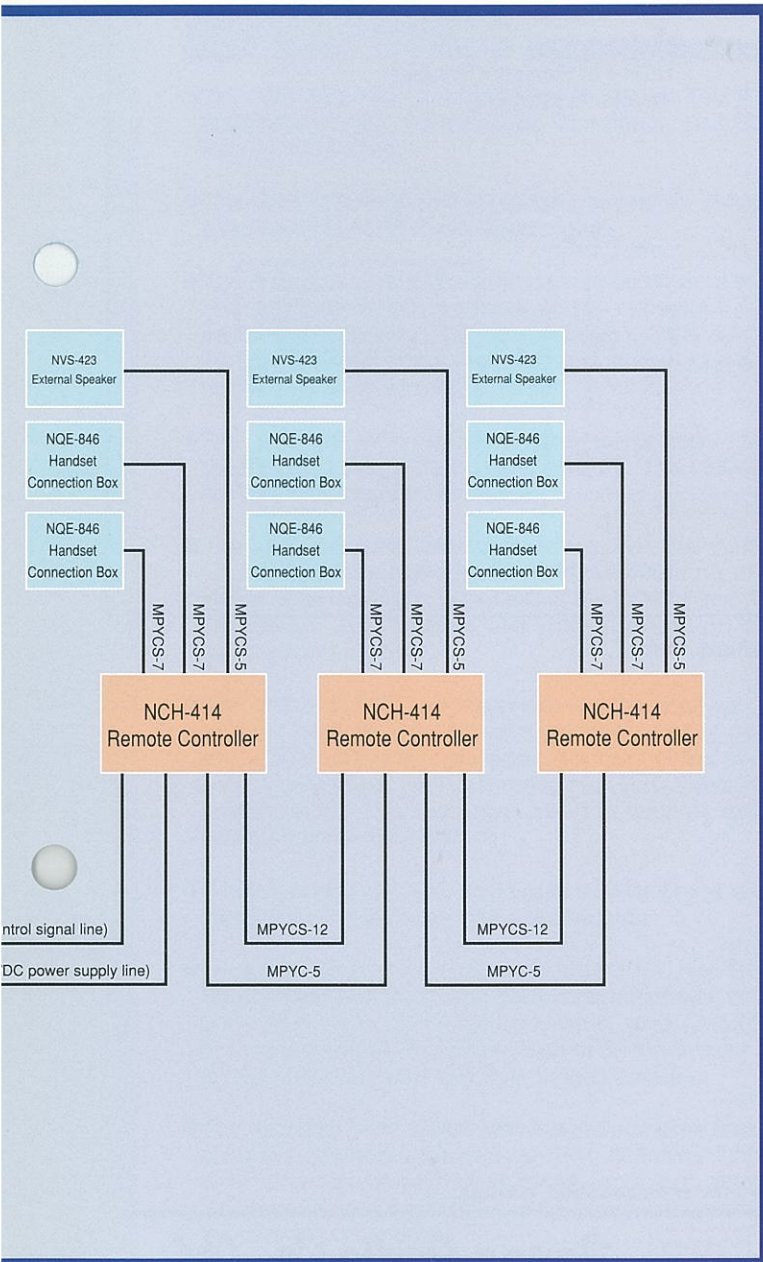 NVS-423
External Speaker
NVS-423
External Speaker
NVS-423
External Speaker
NQE-846
Handset
Connection Box
NQE-846
Handset
Connection Box
NQE-846
Handset
Connection Box
NQE-846
Handset
Connection Box
NQE-846
Handset
Connection Box
NQE-846
Handset
Connection Box
MPYCS-7
MPYCS-7
MPYCS-5
MPYCS-7
MPYCS-7
MPYCS-5
MPYCS-7
MPYCS-7
MPYCS-5
NCH-414
Remote Controller
NCH-414
Remote Controller
NCH-414
Remote Controller
ntrol signal line)
MPYCS-12
MPYCS-12
DC power supply line)
MPYC-5
MPYC-5